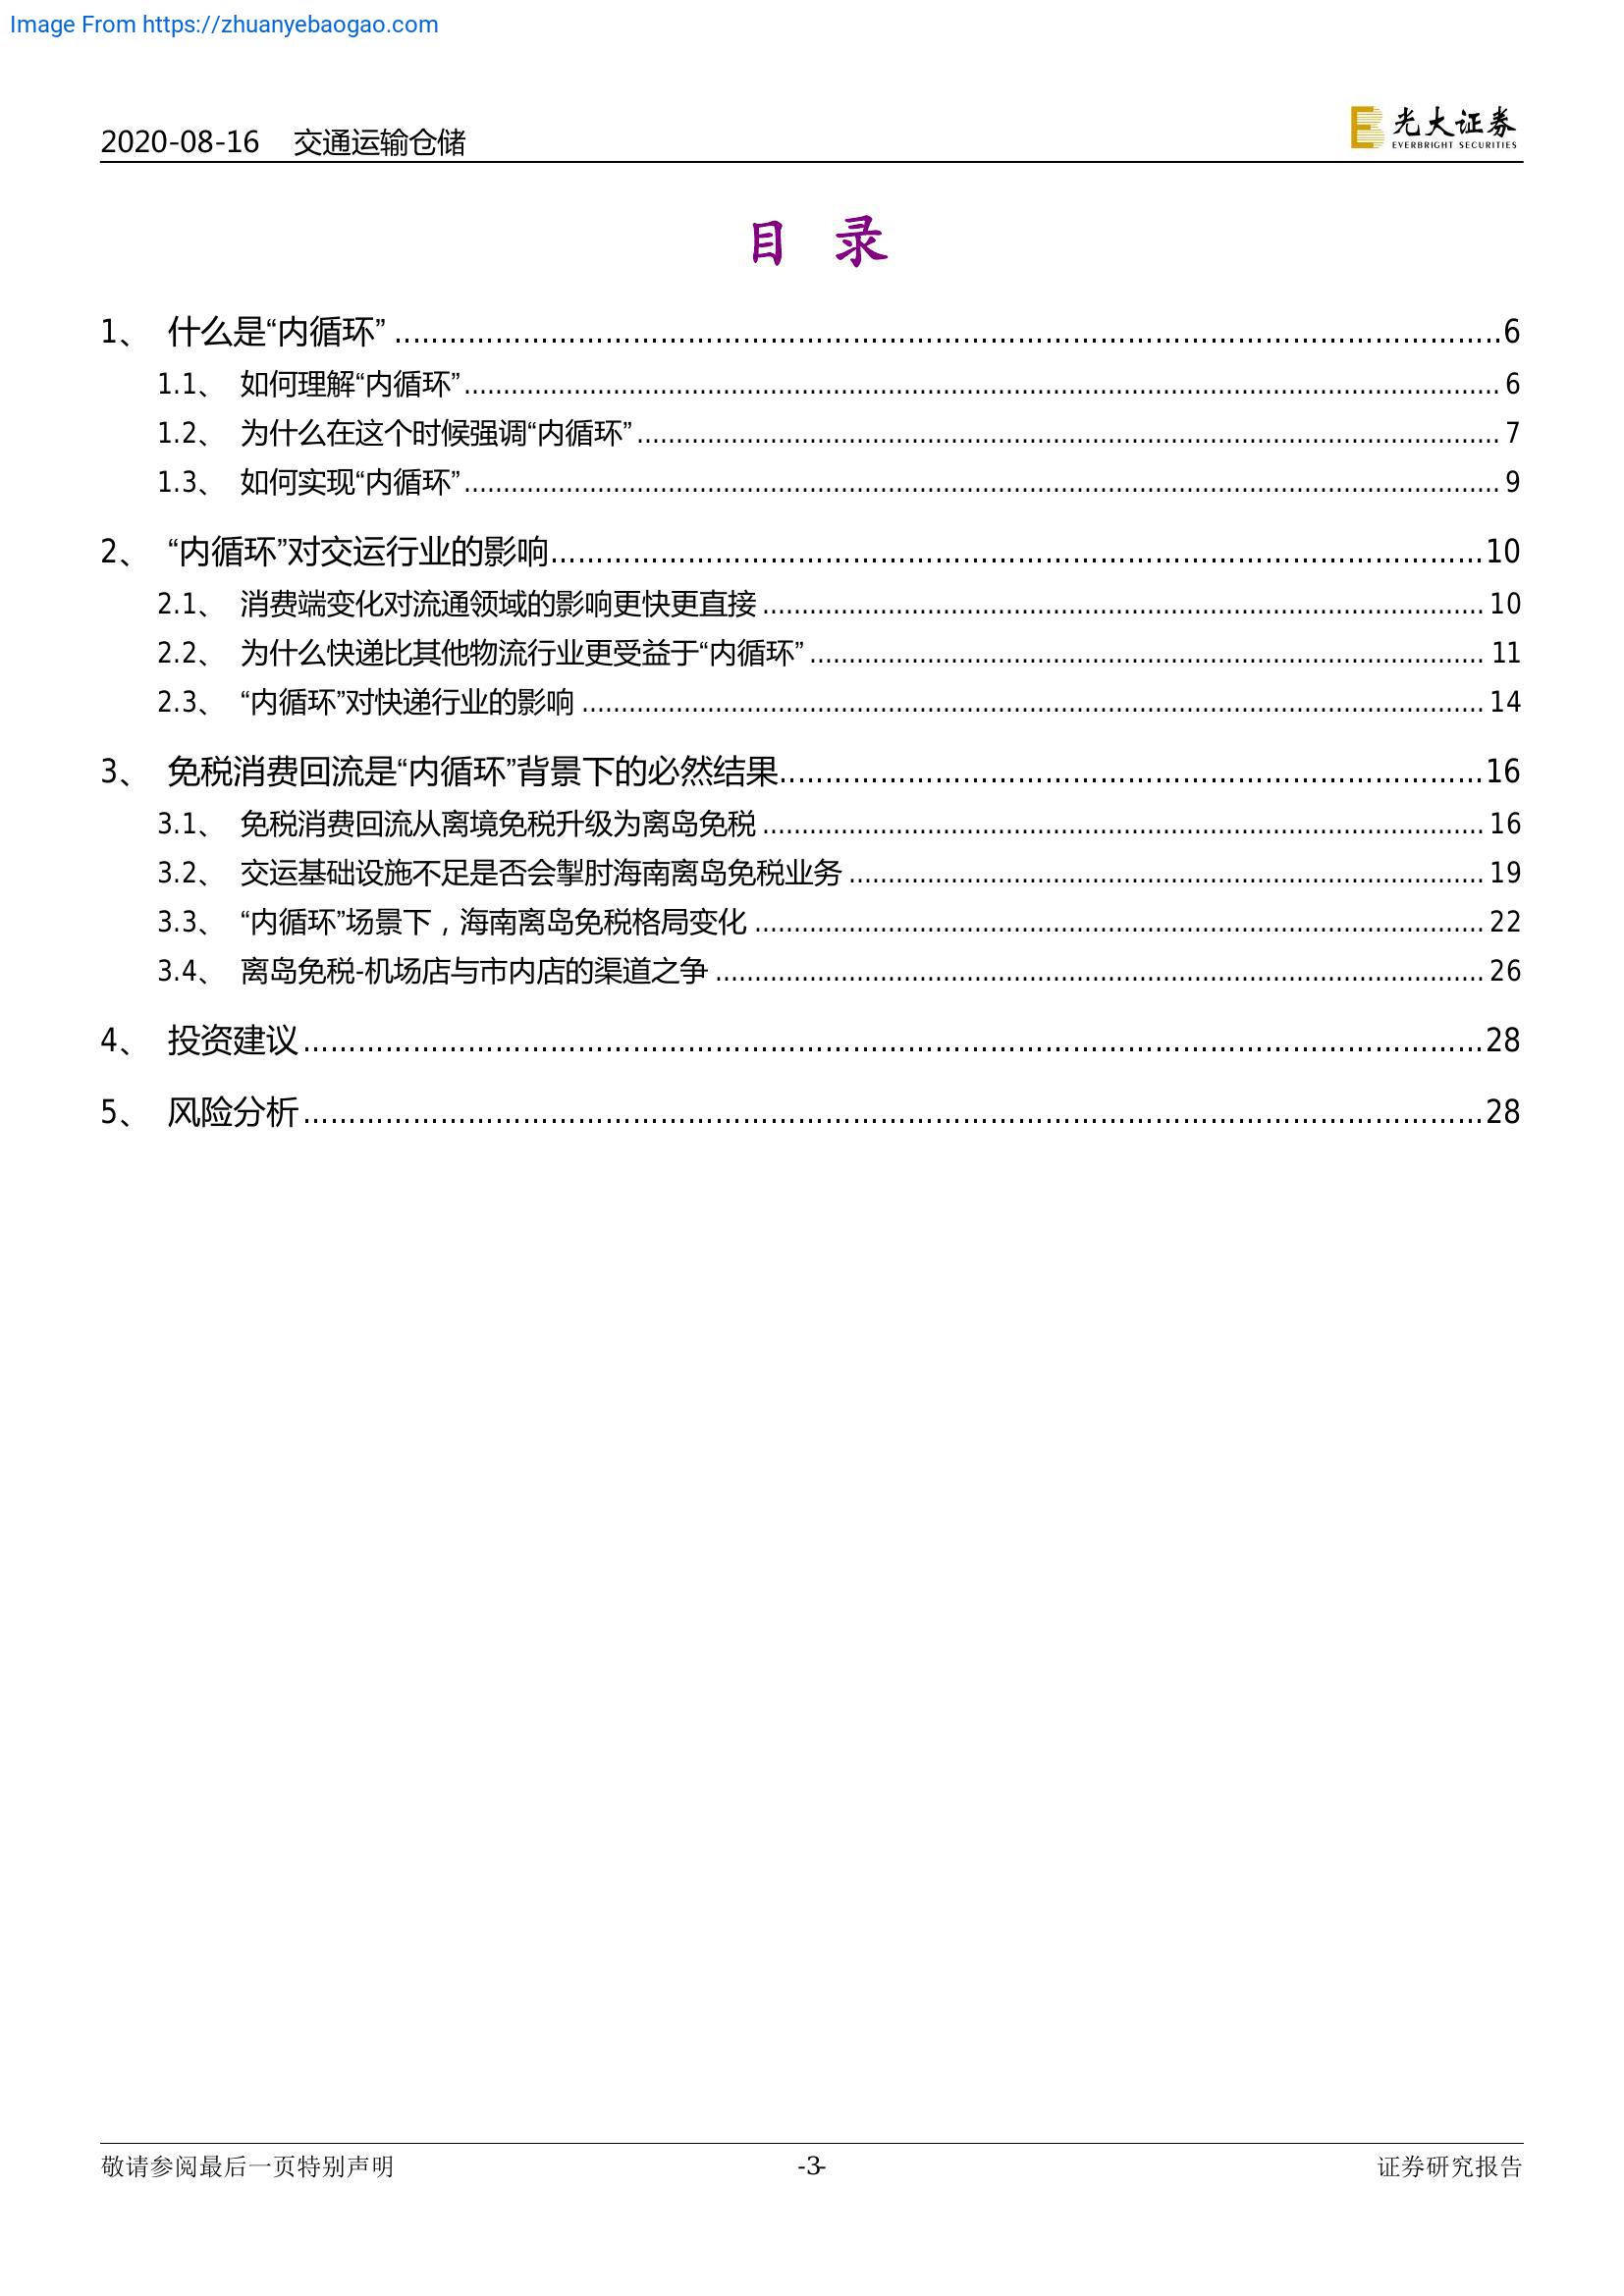 Image From https://zhuanyebaogao.com
2020-08-16 交通运输仓储
光大证券
EVERBRIGHT SECURITIES
目 录
1、 什么是“内循环” 6
1.1、 如何理解“内循环” 6
1.2、 为什么在这个时候强调“内循环” 7
1.3、 如何实现“内循环” 9
2、 “内循环”对交运行业的影响 10
2.1、 消费端变化对流通领域的影响更快更直接 10
2.2、 为什么快递比其他物流行业更受益于“内循环” 11
2.3、 “内循环”对快递行业的影响 14
3、 免税消费回流是“内循环”背景下的必然结果 16
3.1、 免税消费回流从离境免税升级为离岛免税 16
3.2、 交运基础设施不足是否会掣肘海南离岛免税业务 19
3.3、 “内循环”场景下，海南离岛免税格局变化 22
3.4、 离岛免税-机场店与市内店的渠道之争 26
4、 投资建议 28
5、 风险分析 28
敬请参阅最后一页特别声明 -3- 证券研究报告